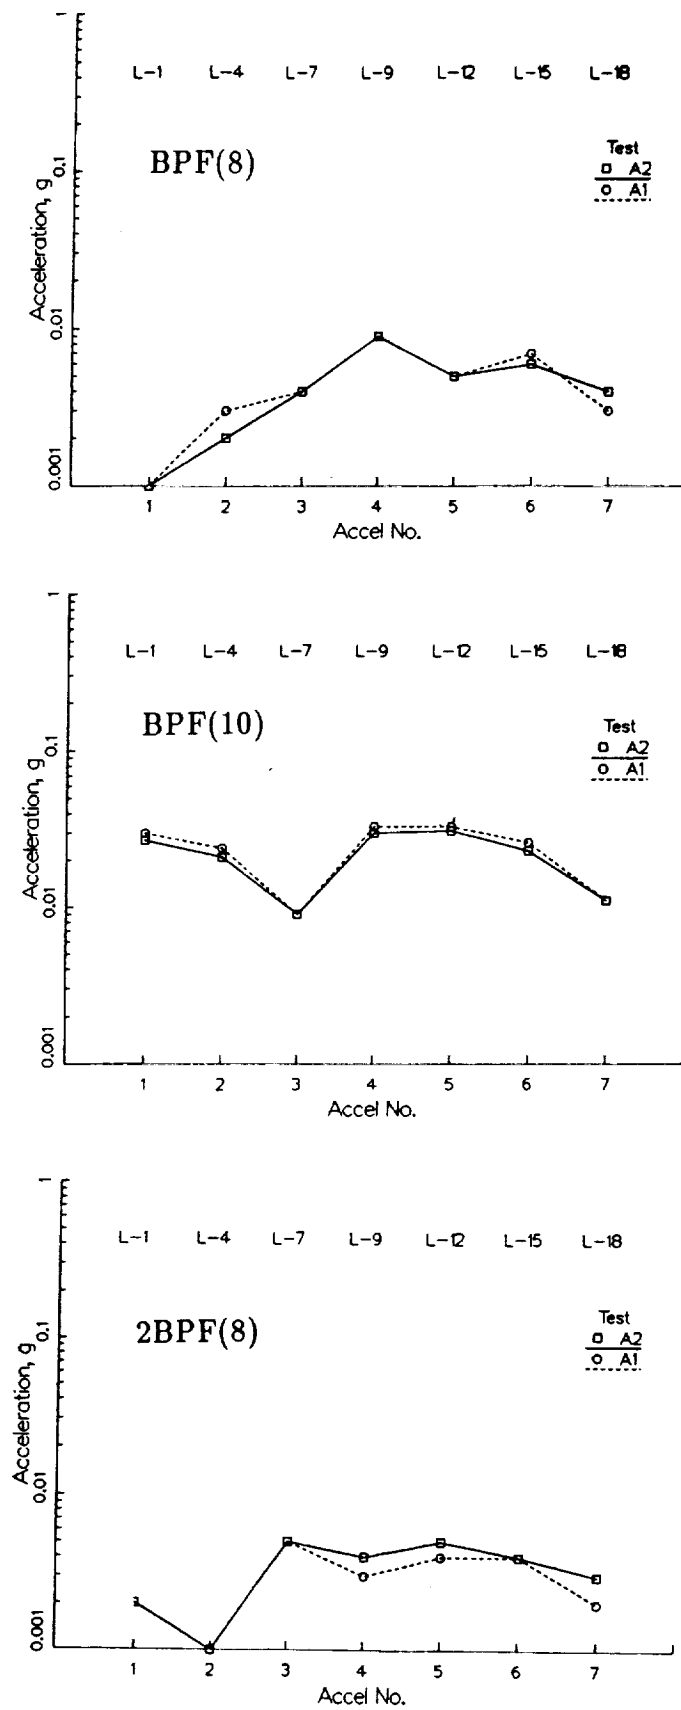 1
L-1 L-4 L-7 L-9 L-12 L-15 L-18
BPF(8)
Test
A2
A1
0.1
Acceleration, g
0.01
0.001
1 2 3 4 5 6 7
Accel No.
1
L-1 L-4 L-7 L-9 L-12 L-15 L-18
BPF(10)
Test
A2
A1
0.1
Acceleration, g
0.01
0.001
1 2 3 4 5 6 7
Accel No.
1
L-1 L-4 L-7 L-9 L-12 L-15 L-18
2BPF(8)
Test
A2
A1
0.1
Acceleration, g
0.01
0.001
1 2 3 4 5 6 7
Accel No.